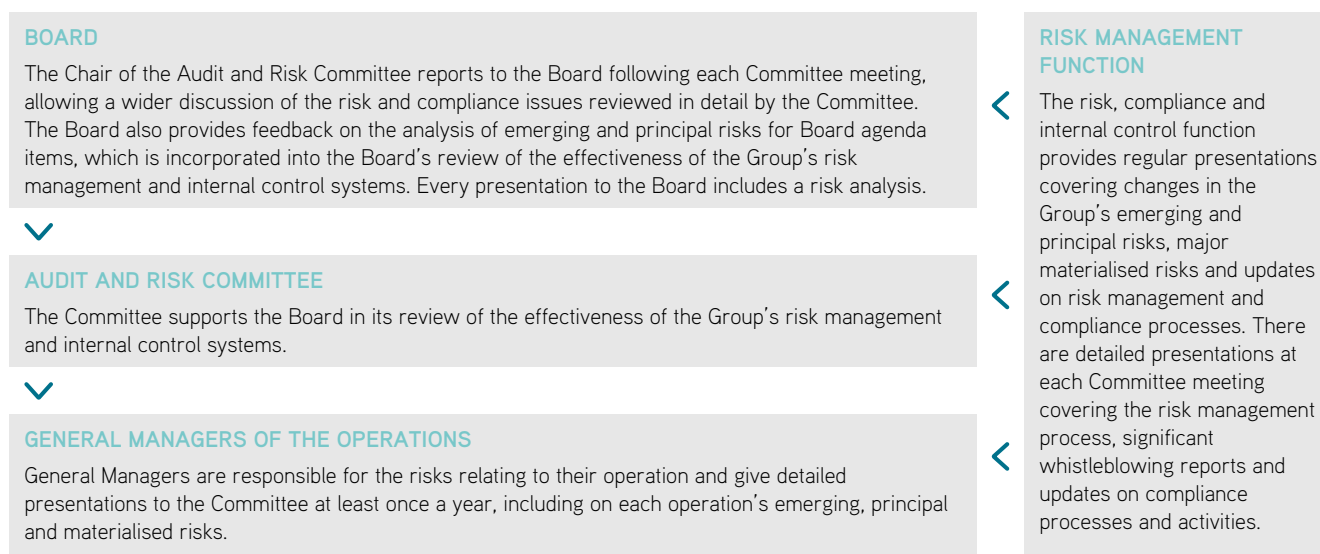 BOARD
The Chair of the Audit and Risk Committee reports to the Board following each Committee meeting,
allowing a wider discussion of the risk and compliance issues reviewed in detail by the Committee.
The Board also provides feedback on the analysis of emerging and principal risks for Board agenda
items, which is incorporated into the Board's review of the effectiveness of the Group's risk
management and internal control systems. Every presentation to the Board includes a risk analysis.
AUDIT AND RISK COMMITTEE
The Committee supports the Board in its review of the effectiveness of the Group's risk management
and internal control systems.
GENERAL MANAGERS OF THE OPERATIONS
General Managers are responsible for the risks relating to their operation and give detailed
presentations to the Committee at least once a year, including on each operation's emerging, principal
and materialised risks.
RISK MANAGEMENT
FUNCTION
The risk, compliance and
internal control function
provides regular presentations
covering changes in the
Group's emerging and
principal risks, major
materialised risks and updates
on risk management and
compliance processes. There
are detailed presentations at
each Committee meeting
covering the risk management
process, significant
whistleblowing reports and
updates on compliance
processes and activities.